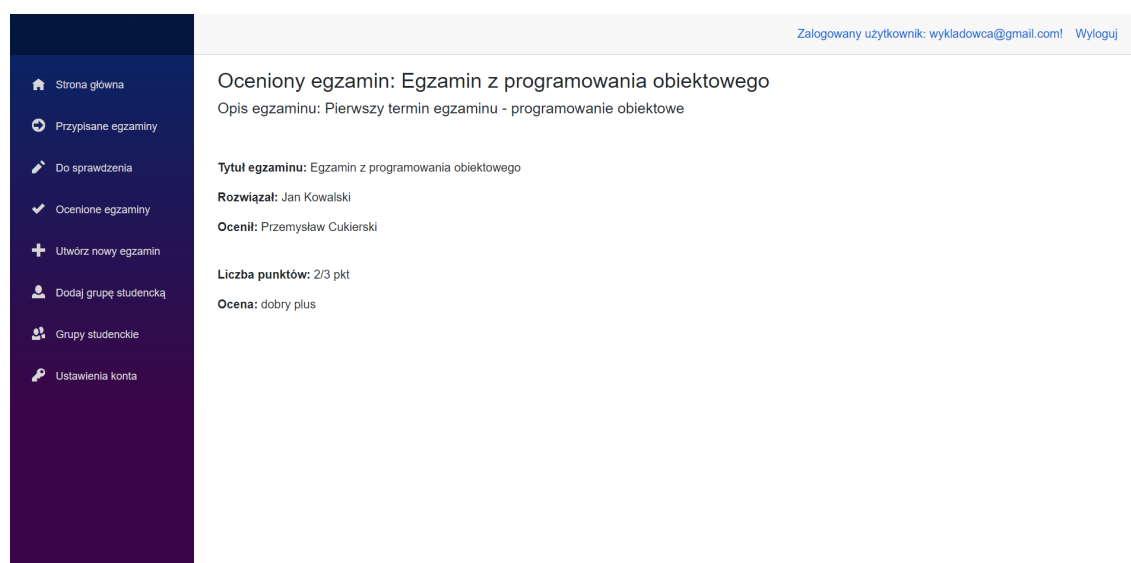 Zalogowany użytkownik: wykladowca@gmail.com! Wyloguj
Strona główna
Przypisane egzaminy
Do sprawdzenia
Ocenione egzaminy
Utwórz nowy egzamin
Dodaj grupę studencką
Grupy studenckie
Ustawienia konta
Oceniony egzamin: Egzamin z programowania obiektowego
Opis egzaminu: Pierwszy termin egzaminu - programowanie obiektowe
Tytuł egzaminu: Egzamin z programowania obiektowego
Rozwiązał: Jan Kowalski
Ocenił: Przemysław Cukierski
Liczba punktów: 2/3 pkt
Ocena: dobry plus